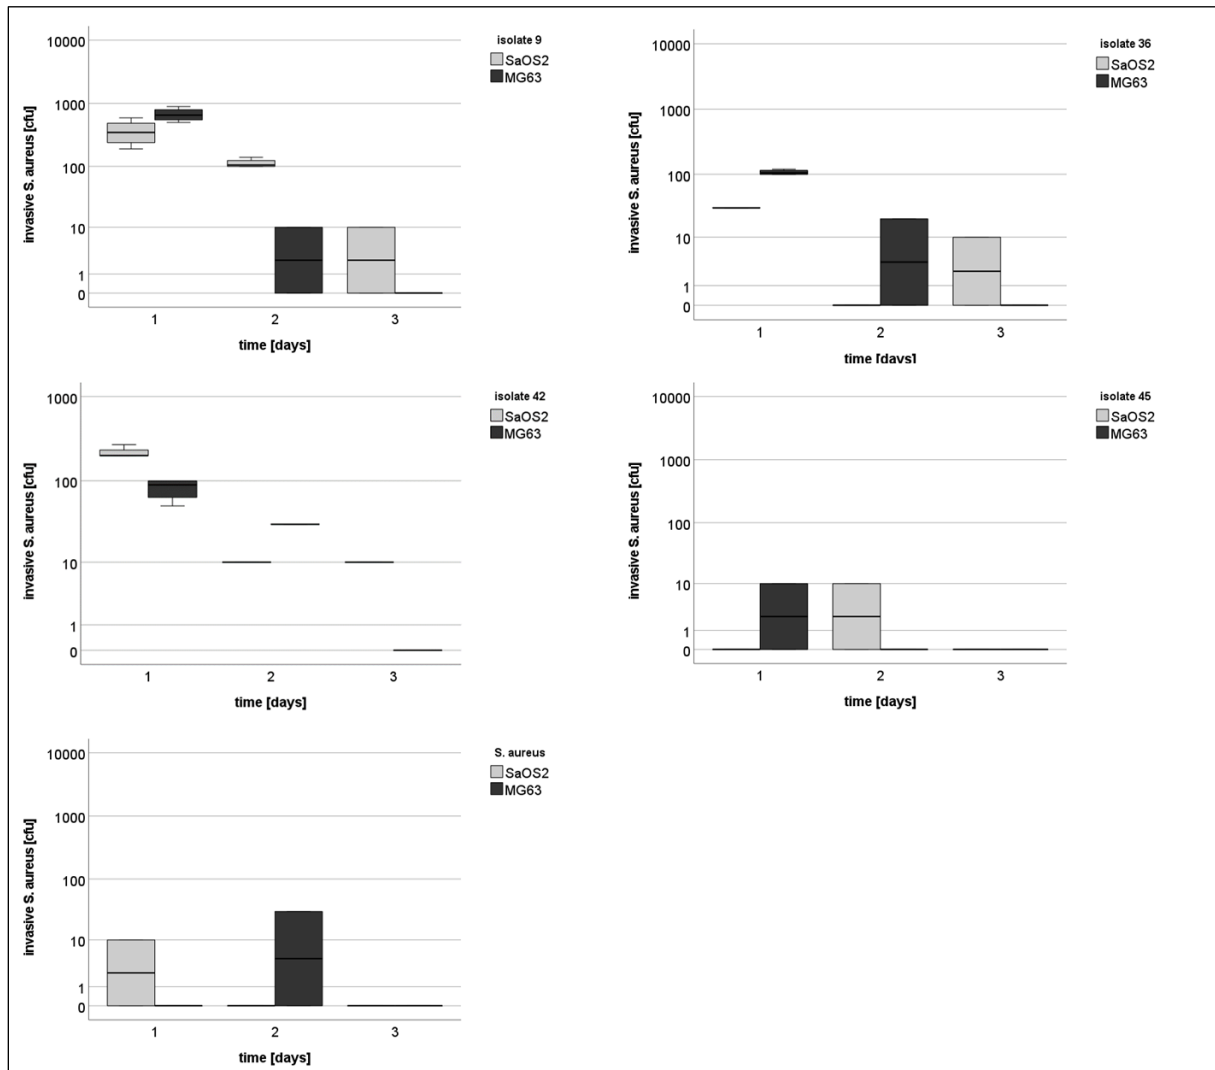 isolate 9
SaOS2
MG63
10000
1000
100
10
1
0
invasive S. aureus [cfu]
1 2 3
time [days]
isolate 36
SaOS2
MG63
10000
1000
100
10
1
0
invasive S. aureus [cfu]
1 2 3
time [days]
isolate 42
SaOS2
MG63
1000
100
10
1
0
invasive S. aureus [cfu]
1 2 3
time [days]
isolate 45
SaOS2
MG63
10000
1000
100
10
1
0
invasive S. aureus [cfu]
1 2 3
time [days]
S. aureus
SaOS2
MG63
10000
1000
100
10
1
0
invasive S. aureus [cfu]
1 2 3
time [days]